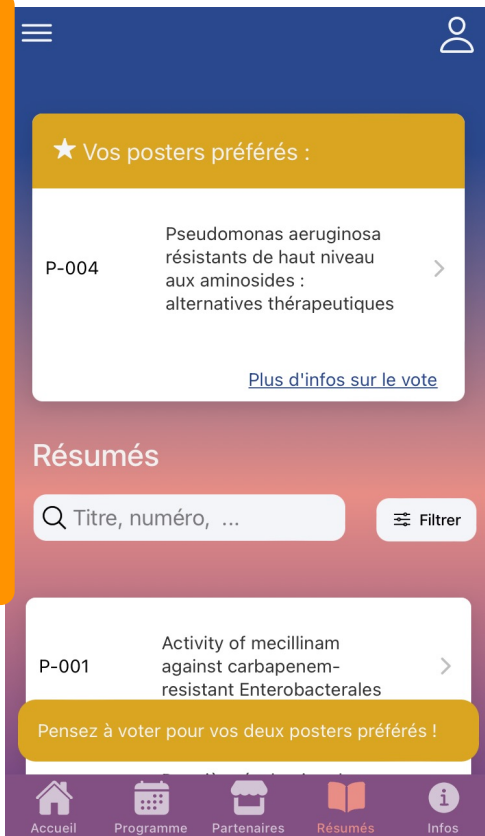 ★ Vos posters préférés :
P-004
Pseudomonas aeruginosa
résistants de haut niveau
aux aminosides :
alternatives thérapeutiques
Plus d'infos sur le vote
Résumés
Titre, numéro, ...
Filtrer
P-001
Activity of mecillinam
against carbapenem-
resistant Enterobacterales
Pensez à voter pour vos deux posters préférés !
Accueil
Programme
Partenaires
Résumés
Infos